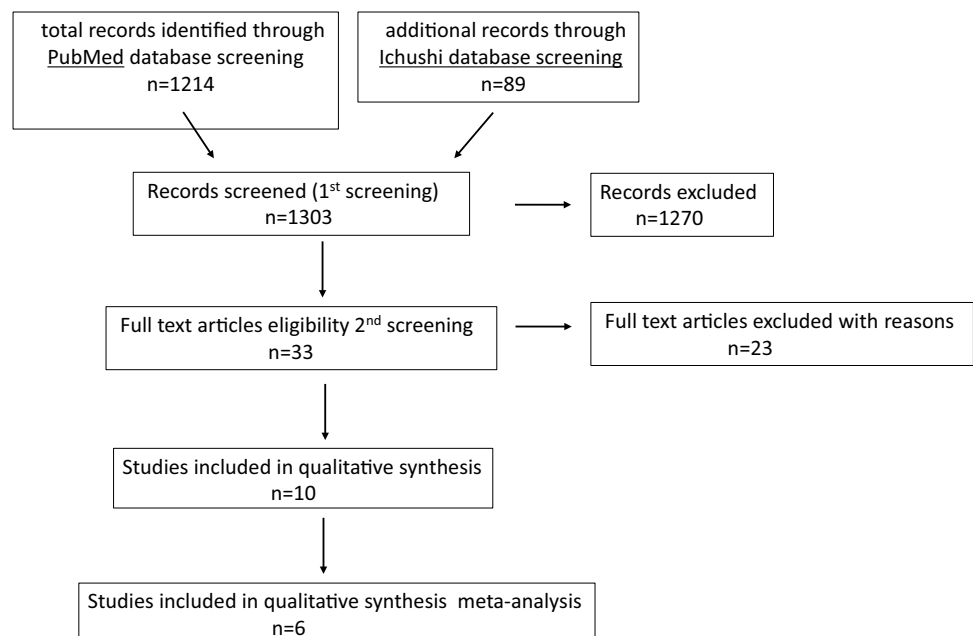 total records identified through
PubMed database screening
n=1214
additional records through
Ichushi database screening
n=89
Records screened (1st screening)
n=1303
Records excluded
n=1270
Full text articles eligibility 2nd screening
n=33
Full text articles excluded with reasons
n=23
Studies included in qualitative synthesis
n=10
Studies included in qualitative synthesis meta-analysis
n=6